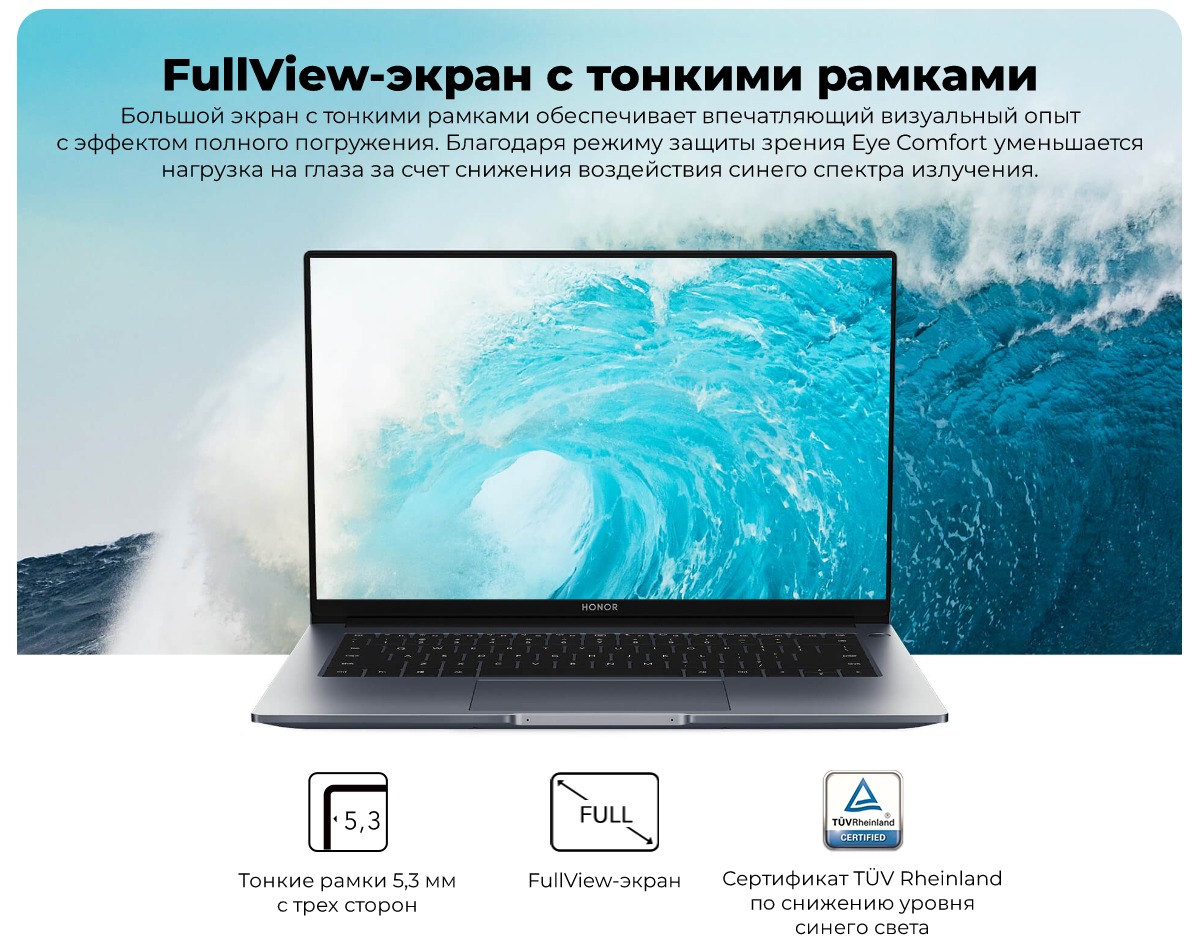 FullView-экран с тонкими рамками
Большой экран с тонкими рамками обеспечивает впечатляющий визуальный опыт
с эффектом полного погружения. Благодаря режиму защиты зрения Eye Comfort уменьшается
нагрузка на глаза за счет снижения воздействия синего спектра излучения.
HONOR
5,3
FULL
TÜVRheinland®
CERTIFIED
Тонкие рамки 5,3 мм
с трех сторон
FullView-экран
Сертификат TÜV Rheinland
по снижению уровня
синего света